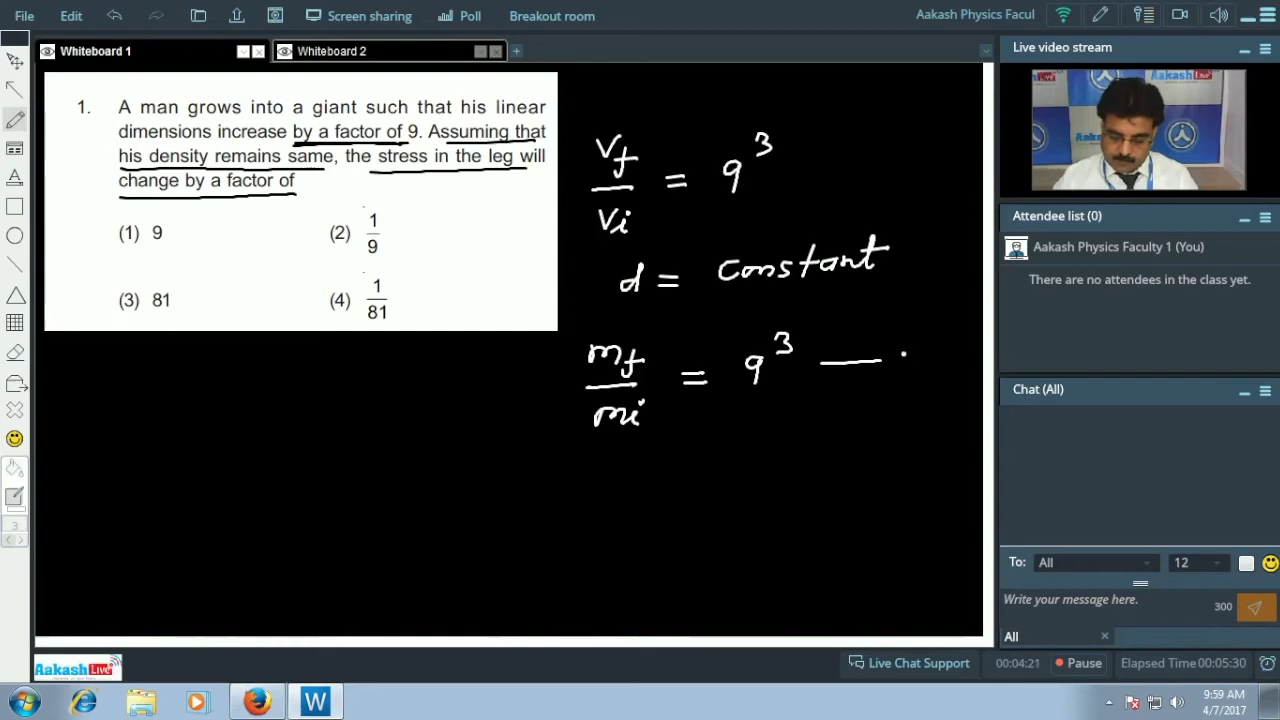 File Edit Screen sharing Poll Breakout room Aakash Physics Facul
Whiteboard 1 Whiteboard 2
Live video stream
AakashLive
Attendee list (0)
Aakash Physics Faculty 1 (You)
There are no attendees in the class yet.
Chat (All)
To: All 12
Write your message here. 300
All
1. A man grows into a giant such that his linear
dimensions increase by a factor of 9. Assuming that
his density remains same, the stress in the leg will
change by a factor of
(1) 9 (2) 1/9
(3) 81 (4) 1/81
Vf/Vi = 9³
d = constant
mf/mi = 9³ —
3
Aakash Live
Live Chat Support 00:04:21 Pause Elapsed Time 00:05:30
W
9:59 AM
4/7/2017